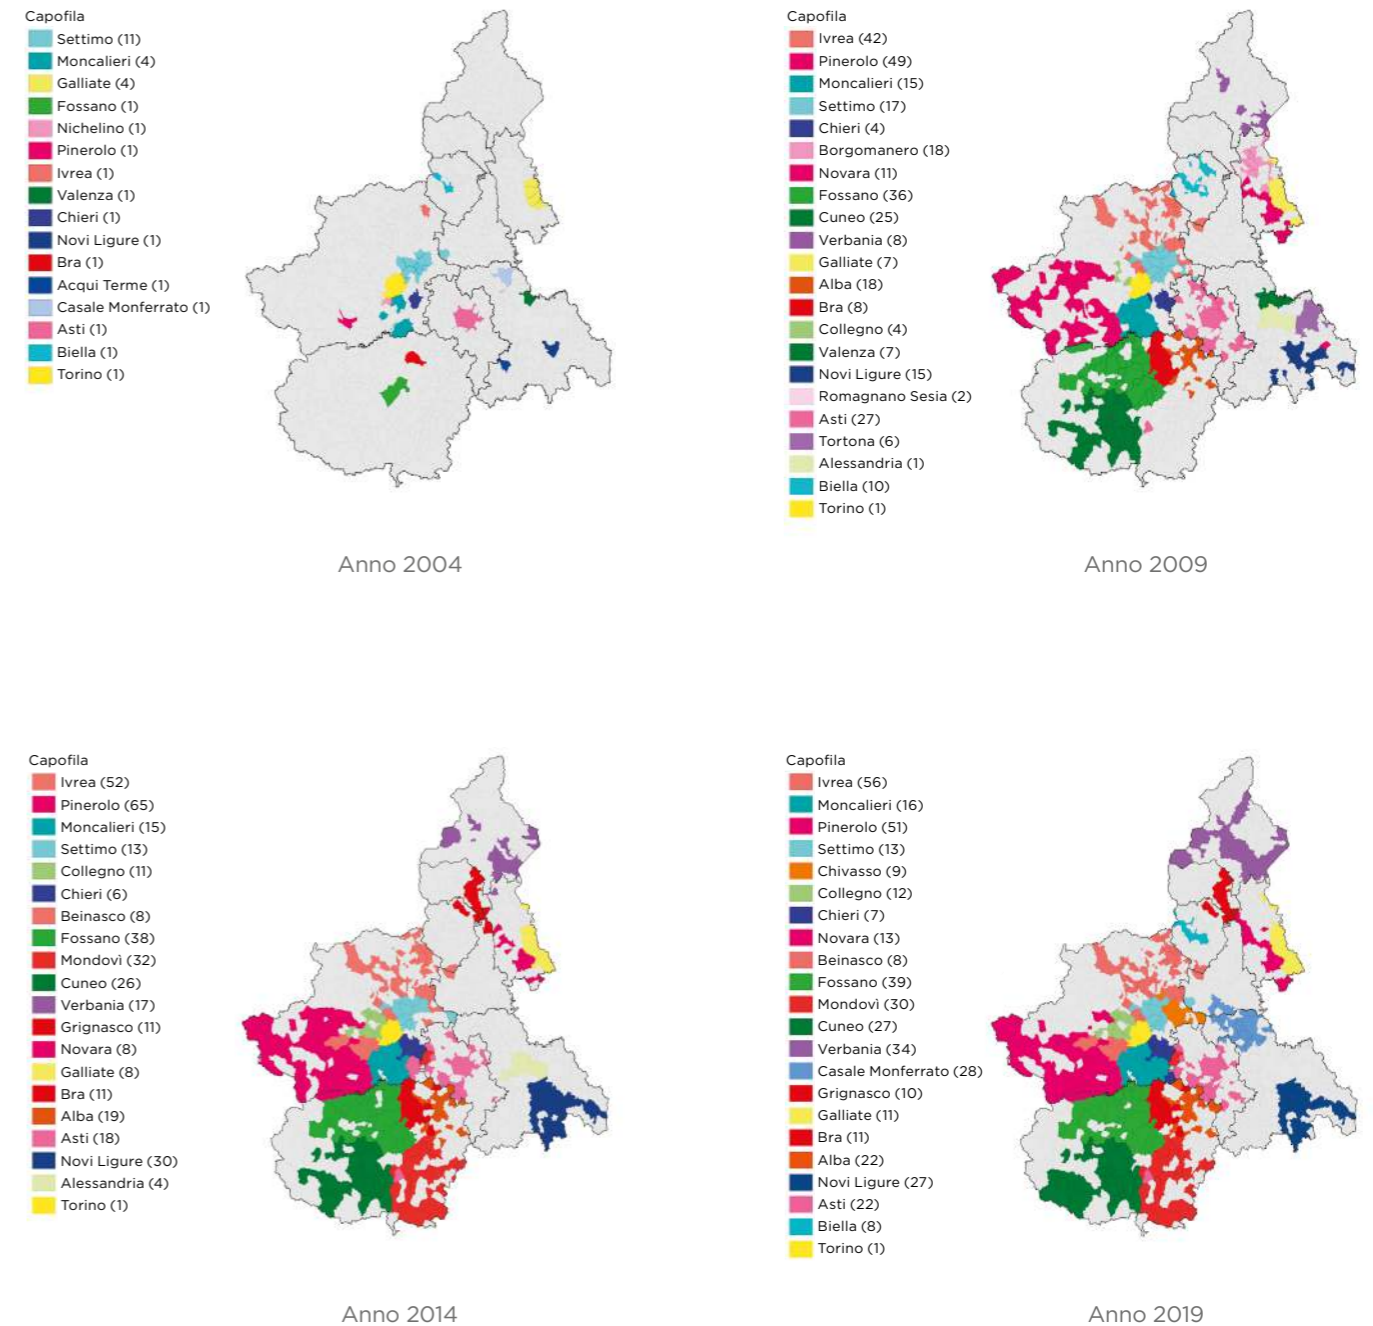 Capofila
Settimo (11)
Moncalieri (4)
Galliate (4)
Fossano (1)
Nichelino (1)
Pinerolo (1)
Ivrea (1)
Valenza (1)
Chieri (1)
Novi Ligure (1)
Bra (1)
Acqui Terme (1)
Casale Monferrato (1)
Asti (1)
Biella (1)
Torino (1)
Anno 2004
Capofila
Ivrea (42)
Pinerolo (49)
Moncalieri (15)
Settimo (17)
Chieri (4)
Borgomanero (18)
Novara (11)
Fossano (36)
Cuneo (25)
Verbania (8)
Galliate (7)
Alba (18)
Bra (8)
Collegno (4)
Valenza (7)
Novi Ligure (15)
Romagnano Sesia (2)
Asti (27)
Tortona (6)
Alessandria (1)
Biella (10)
Torino (1)
Anno 2009
Capofila
Ivrea (52)
Pinerolo (65)
Moncalieri (15)
Settimo (13)
Collegno (11)
Chieri (6)
Beinasco (8)
Fossano (38)
Mondovì (32)
Cuneo (26)
Verbania (17)
Grignasco (11)
Novara (8)
Galliate (8)
Bra (11)
Alba (19)
Asti (18)
Novi Ligure (30)
Alessandria (4)
Torino (1)
Anno 2014
Capofila
Ivrea (56)
Moncalieri (16)
Pinerolo (51)
Settimo (13)
Chivasso (9)
Collegno (12)
Chieri (7)
Novara (13)
Beinasco (8)
Fossano (39)
Mondovì (30)
Cuneo (27)
Verbania (34)
Casale Monferrato (28)
Grignasco (10)
Galliate (11)
Bra (11)
Alba (22)
Novi Ligure (27)
Asti (22)
Biella (8)
Torino (1)
Anno 2019